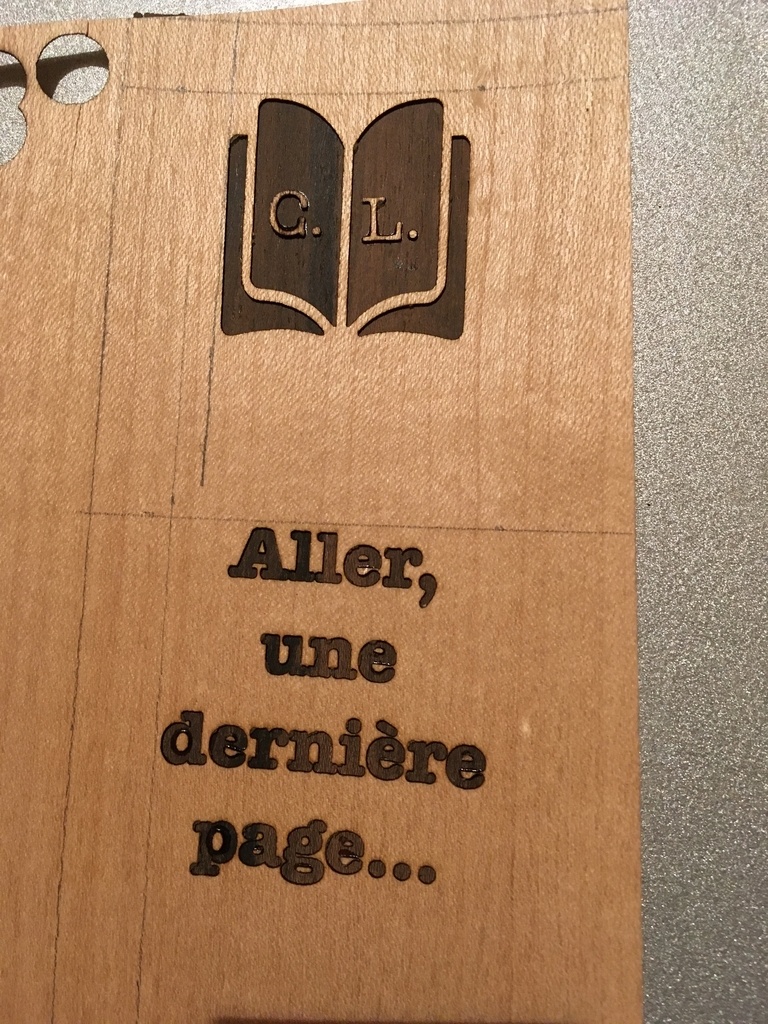 C. L.
Aller,
une
dernière
page...